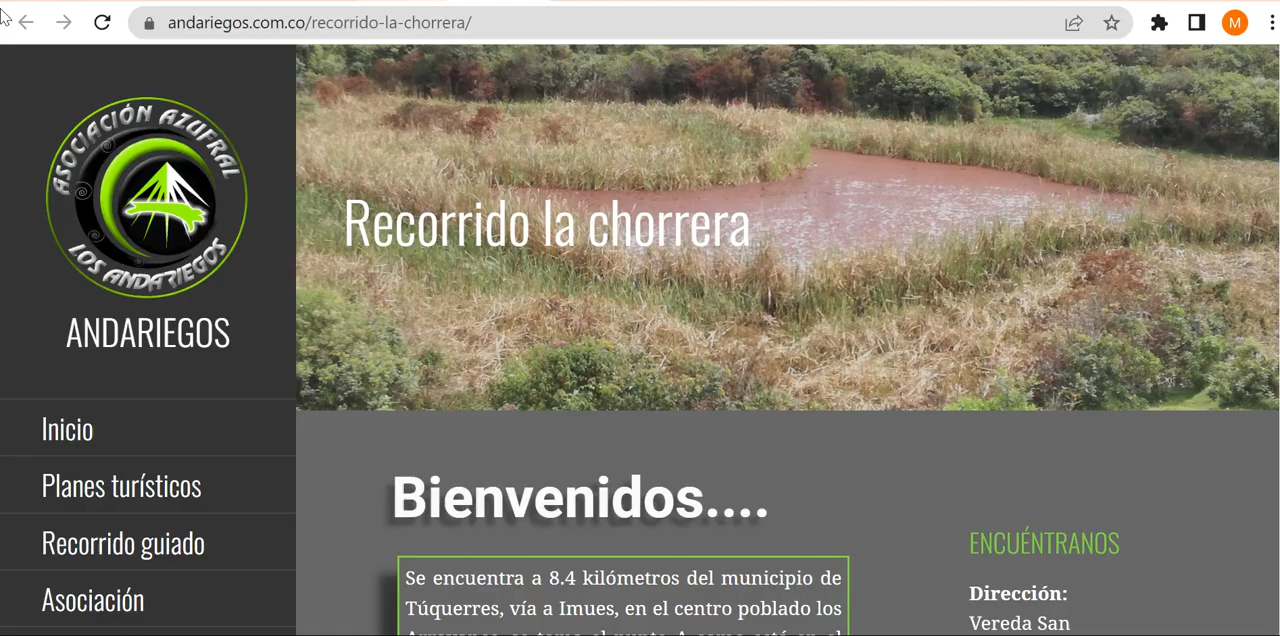 andariegos.com.co/recorrido-la-chorrera/
M
ASOCIACIÓN AZUFRAL
LOS ANDARIEGOS
ANDARIEGOS
Inicio
Planes turísticos
Recorrido guiado
Asociación
Recorrido la chorrera
Bienvenidos....
Se encuentra a 8.4 kilómetros del municipio de
Túquerres, vía a Imues, en el centro poblado los
ENCUÉNTRANOS
Dirección:
Vereda San